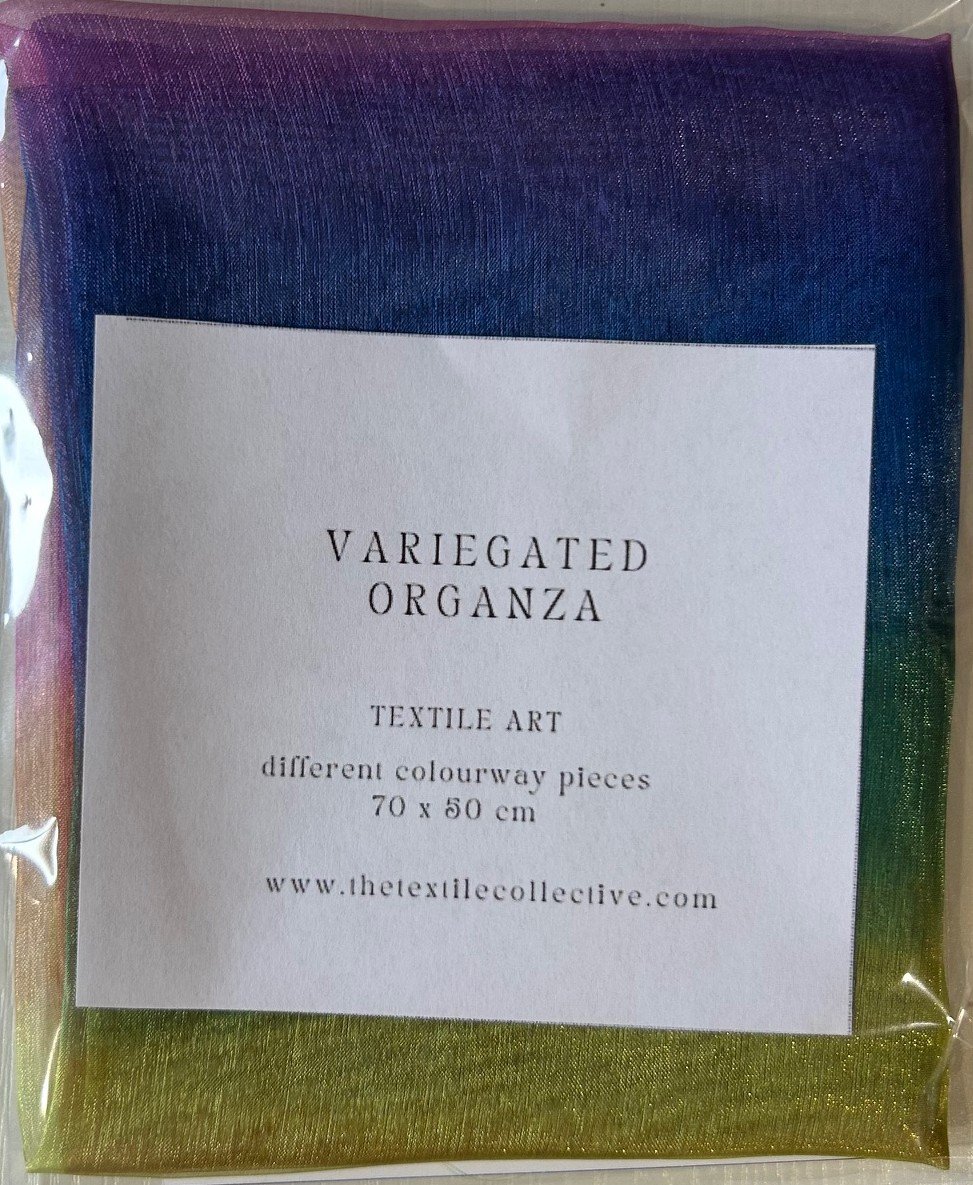 VARIEGATED
ORGANZA
TEXTILE ART
different colourway pieces
70 x 50 cm
www.thetextilecollective.com